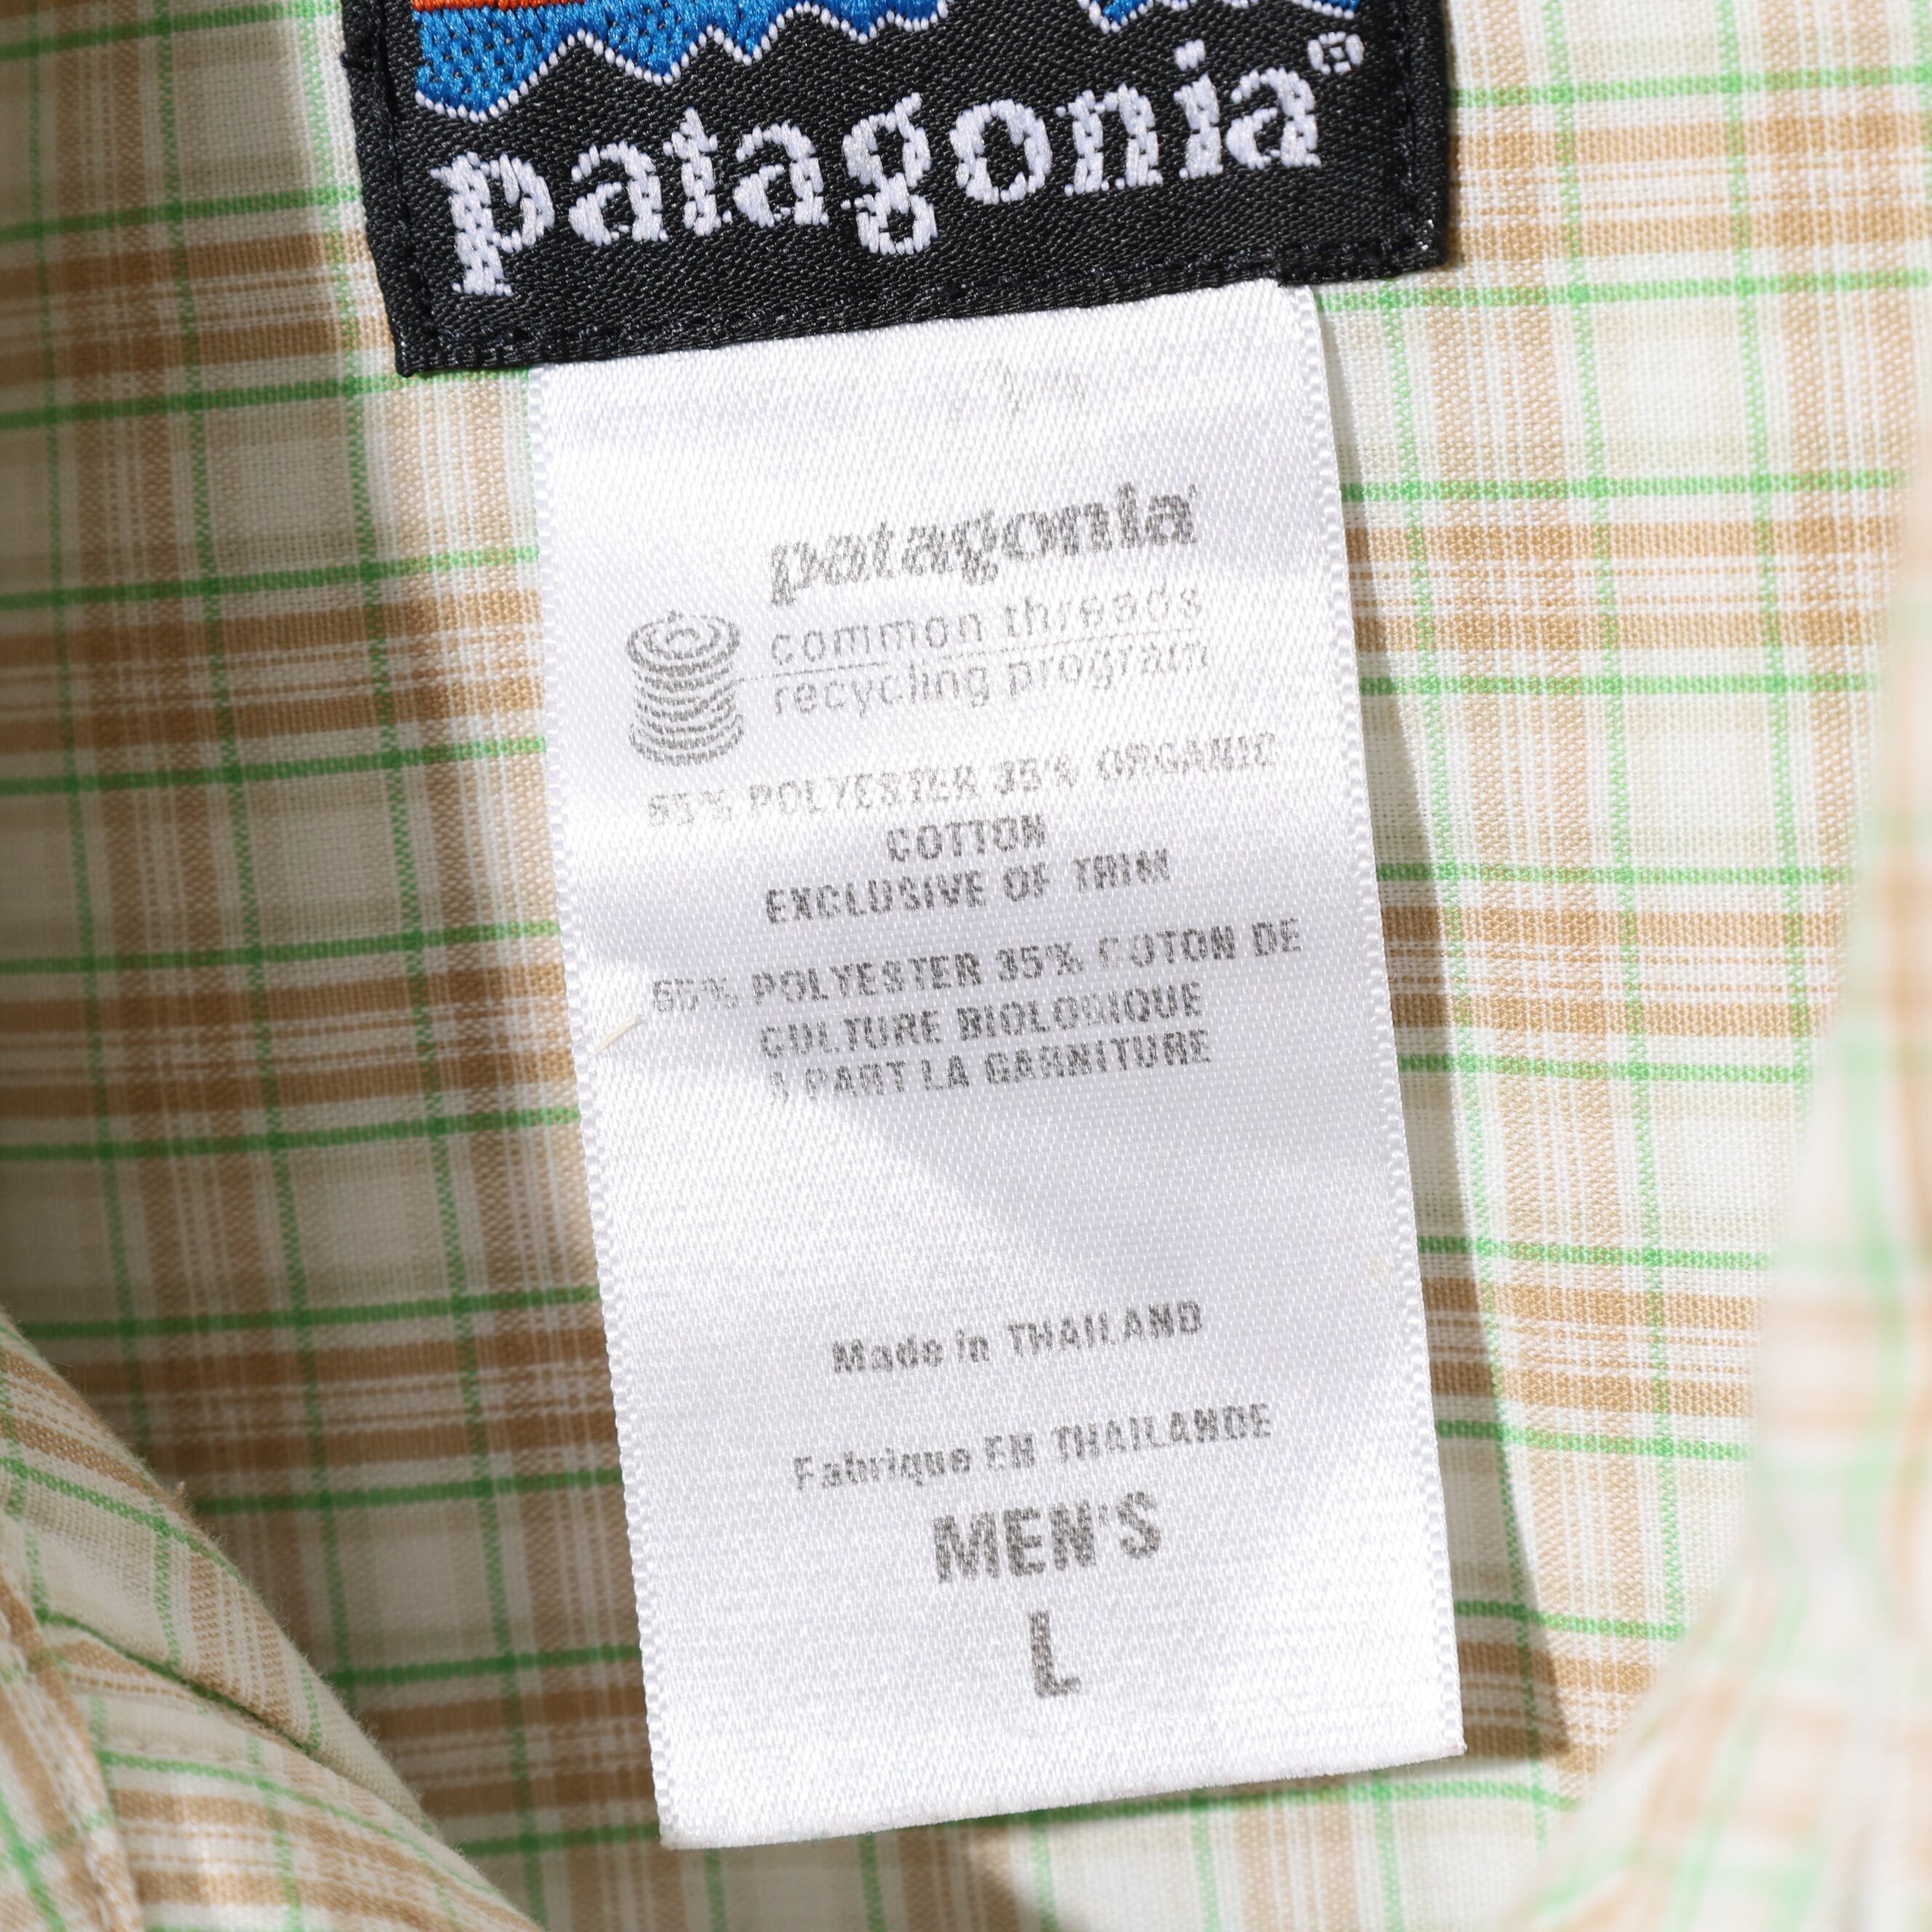 patagonia®
patagonia
common threads
recycling program
65% POLYESTER 35% ORGANIC
COTTON
EXCLUSIVE OF TRIM
65% POLYESTER 35% COTON DE
CULTURE BIOLOGIQUE
À PART LA GARNITURE
Made in THAILAND
Fabrique EN THAILANDE
MEN'S
L